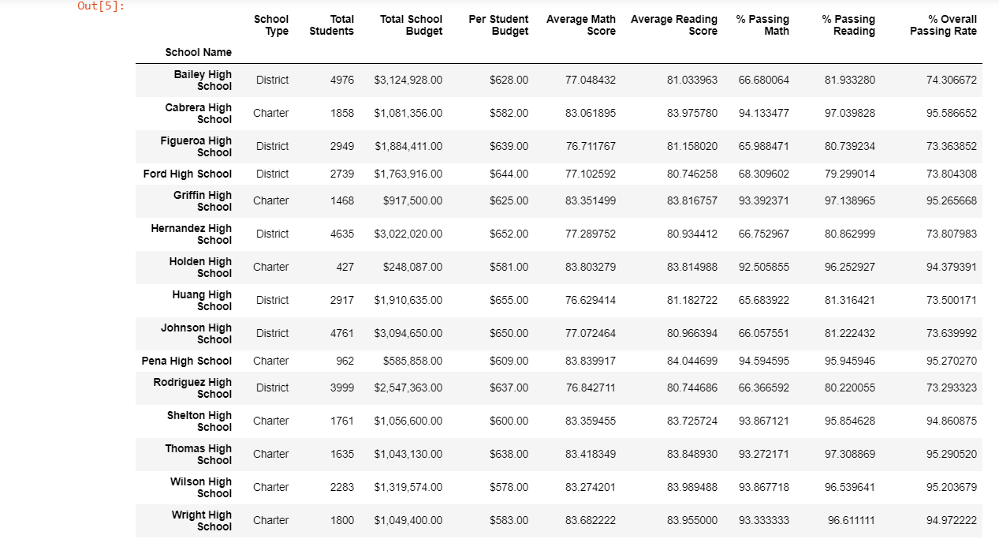 Out[5]:
School Type Total Students Total School Budget Per Student Budget Average Math Score Average Reading Score % Passing Math % Passing Reading % Overall Passing Rate
School Name
Bailey High School District 4976 $3,124,928.00 $628.00 77.048432 81.033963 66.680064 81.933280 74.306672
Cabrera High School Charter 1858 $1,081,356.00 $582.00 83.061895 83.975780 94.133477 97.039828 95.586652
Figueroa High School District 2949 $1,884,411.00 $639.00 76.711767 81.158020 65.988471 80.739234 73.363852
Ford High School District 2739 $1,763,916.00 $644.00 77.102592 80.746258 68.309602 79.299014 73.804308
Griffin High School Charter 1468 $917,500.00 $625.00 83.351499 83.816757 93.392371 97.138965 95.265668
Hernandez High School District 4635 $3,022,020.00 $652.00 77.289752 80.934412 66.752967 80.862999 73.807983
Holden High School Charter 427 $248,087.00 $581.00 83.803279 83.814988 92.505855 96.252927 94.379391
Huang High School District 2917 $1,910,635.00 $655.00 76.629414 81.182722 65.683922 81.316421 73.500171
Johnson High School District 4761 $3,094,650.00 $650.00 77.072464 80.966394 66.057551 81.222432 73.639992
Pena High School Charter 962 $585,858.00 $609.00 83.839917 84.044699 94.594595 95.945946 95.270270
Rodriguez High School District 3999 $2,547,363.00 $637.00 76.842711 80.744686 66.366592 80.220055 73.293323
Shelton High School Charter 1761 $1,056,600.00 $600.00 83.359455 83.725724 93.867121 95.854628 94.860875
Thomas High School Charter 1635 $1,043,130.00 $638.00 83.418349 83.848930 93.272171 97.308869 95.290520
Wilson High School Charter 2283 $1,319,574.00 $578.00 83.274201 83.989488 93.867718 96.539641 95.203679
Wright High School Charter 1800 $1,049,400.00 $583.00 83.682222 83.955000 93.333333 96.611111 94.972222